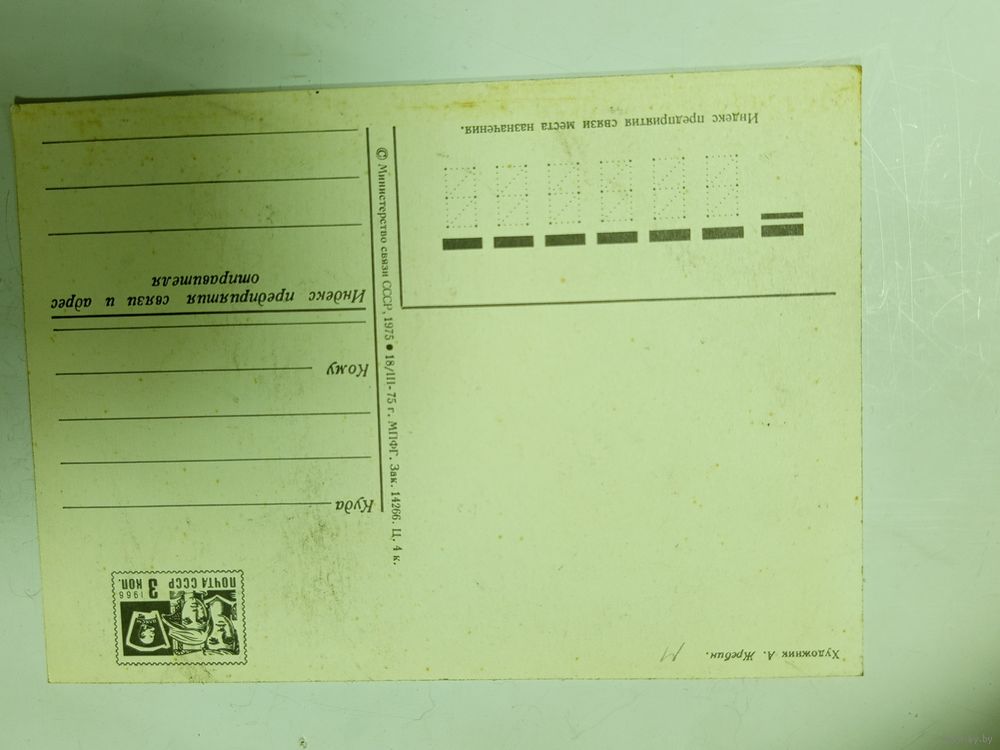 Художник А. Жребин.
м
ПОЧТА СССР
3 КОП.
1966
Куда
Кому
Индекс предприятия связи и адрес
отправителя
© Министерство связи СССР, 1975 ● 18/III-75 г. МПФГ. Зак. 14266. Ц. 4 к.
Индекс предприятия связи места назначения.